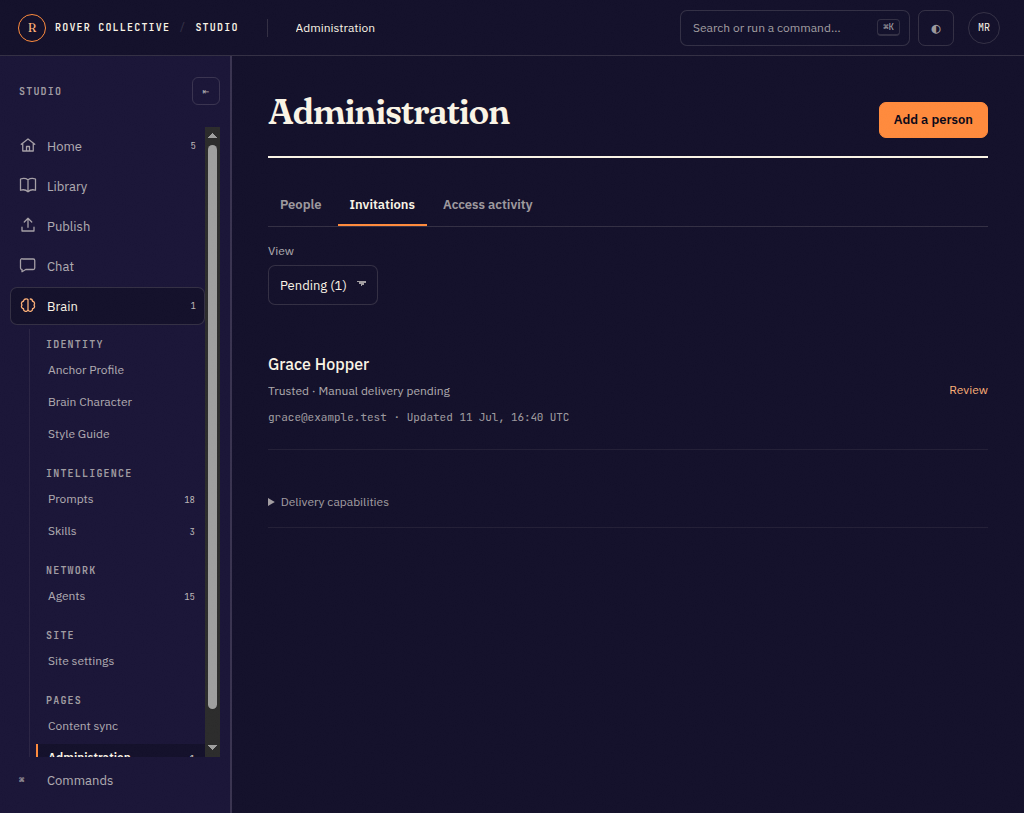 R ROVER COLLECTIVE / STUDIO Administration Search or run a command... ⌘K MR
STUDIO
Home 5
Library
Publish
Chat
Brain 1
IDENTITY
Anchor Profile
Brain Character
Style Guide
INTELLIGENCE
Prompts 18
Skills 3
NETWORK
Agents 15
SITE
Site settings
PAGES
Content sync
Administration 1
⌘ Commands
Administration
Add a person
People Invitations Access activity
View
Pending (1)
Grace Hopper
Trusted · Manual delivery pending
Review
grace@example.test · Updated 11 Jul, 16:40 UTC
Delivery capabilities